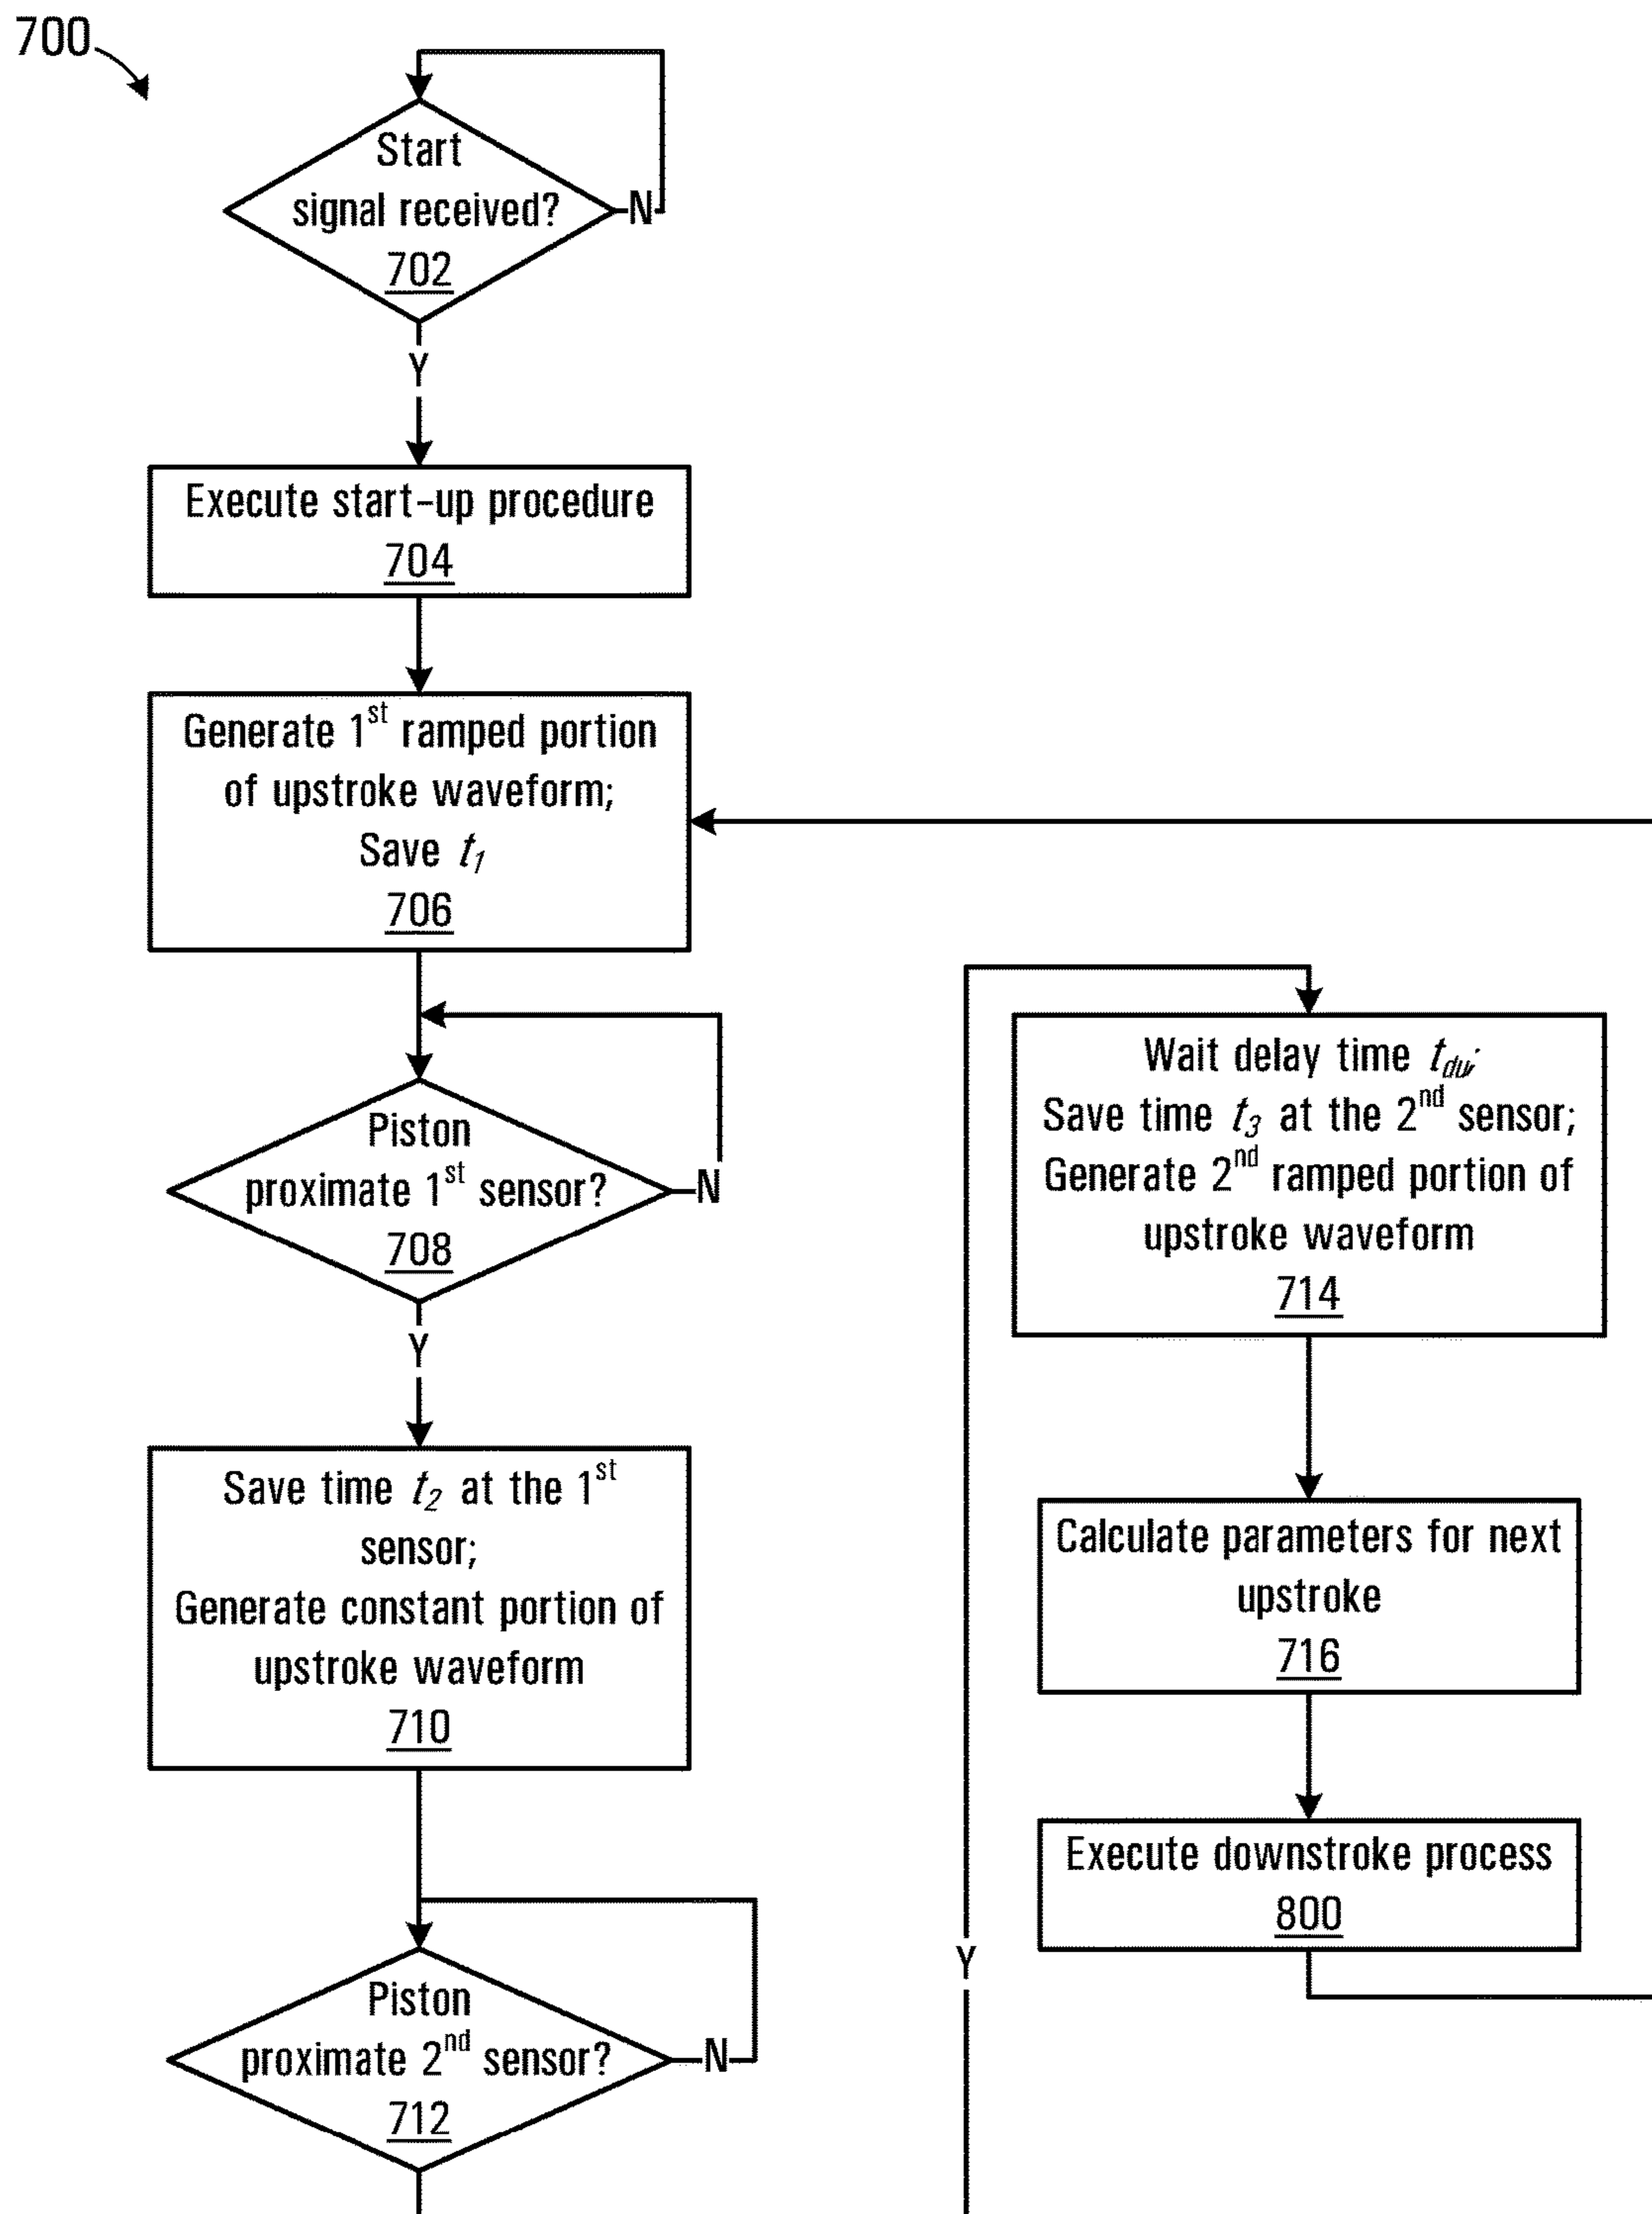 700
Start
signal received?
702
N
Y
Execute start-up procedure
704
Generate 1st ramped portion
of upstroke waveform;
Save t1
706
Piston
proximate 1st sensor?
708
N
Y
Save time t2 at the 1st
sensor;
Generate constant portion of
upstroke waveform
710
Piston
proximate 2nd sensor?
712
N
Y
Wait delay time tdu;
Save time t3 at the 2nd sensor;
Generate 2nd ramped portion of
upstroke waveform
714
Calculate parameters for next
upstroke
716
Execute downstroke process
800